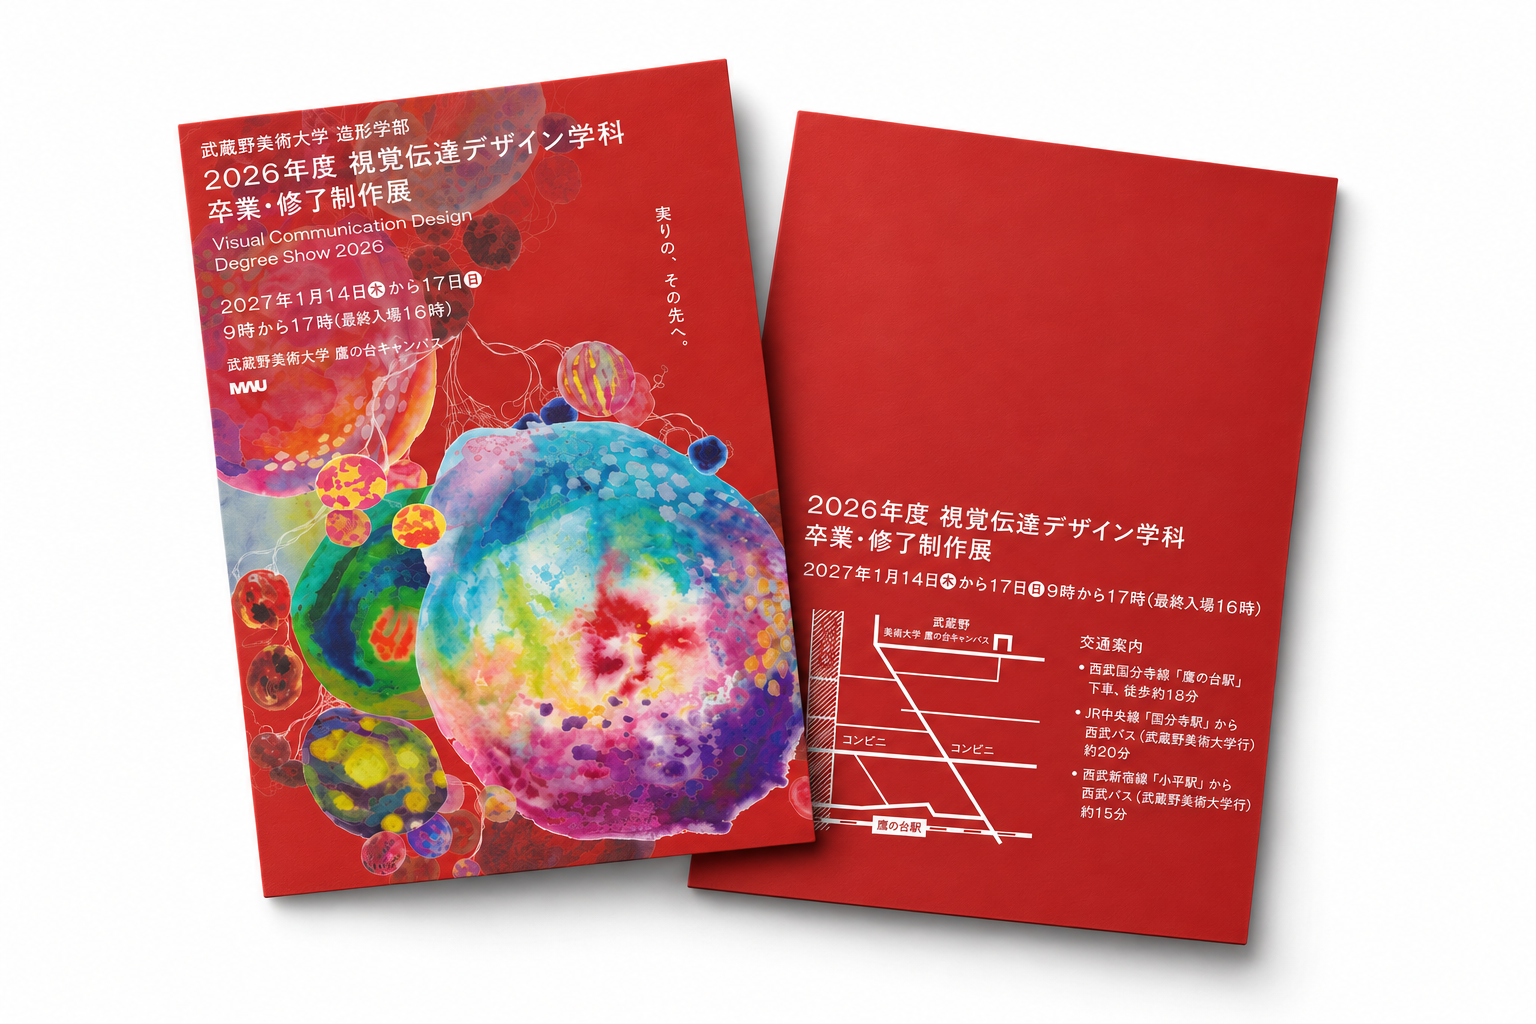 武蔵野美術大学 造形学部
2026年度 視覚伝達デザイン学科
卒業・修了制作展
Visual Communication Design
Degree Show 2026
2027年1月14日木から17日日
9時から17時(最終入場16時)
武蔵野美術大学 鷹の台キャンパス
MAU
実りの、その先へ。
2026年度 視覚伝達デザイン学科
卒業・修了制作展
2027年1月14日木から17日日9時から17時(最終入場16時)
武蔵野
美術大学 鷹の台キャンパス
コンビニ
コンビニ
鷹の台駅
交通案内
• 西武国分寺線「鷹の台駅」
下車、徒歩約18分
• JR中央線「国分寺駅」から
西武バス(武蔵野美術大学行)
約20分
• 西武新宿線「小平駅」から
西武バス(武蔵野美術大学行)
約15分